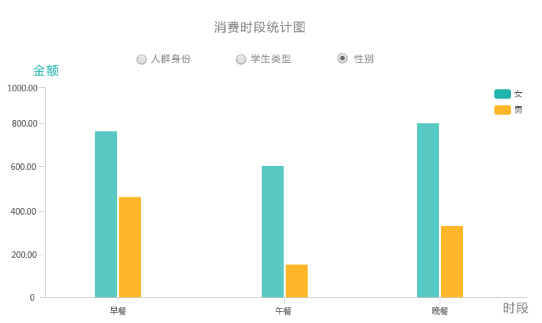 消费时段统计图
人群身份 学生类型 性别
金额
女
男
1000.00
800.00
600.00
400.00
200.00
0
早餐 午餐 晚餐
时段